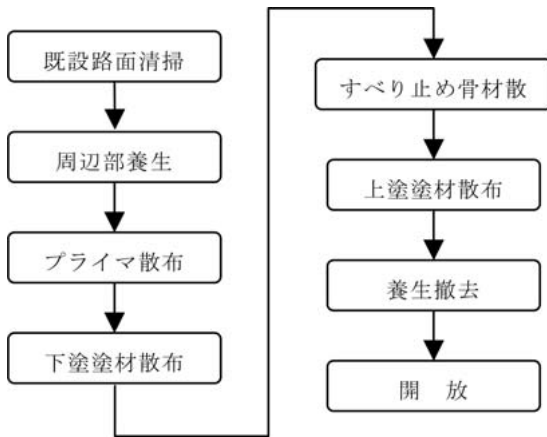 既設路面清掃
周辺部養生
プライマ散布
下塗塗材散布
すべり止め骨材散
上塗塗材散布
養生撤去
開　放